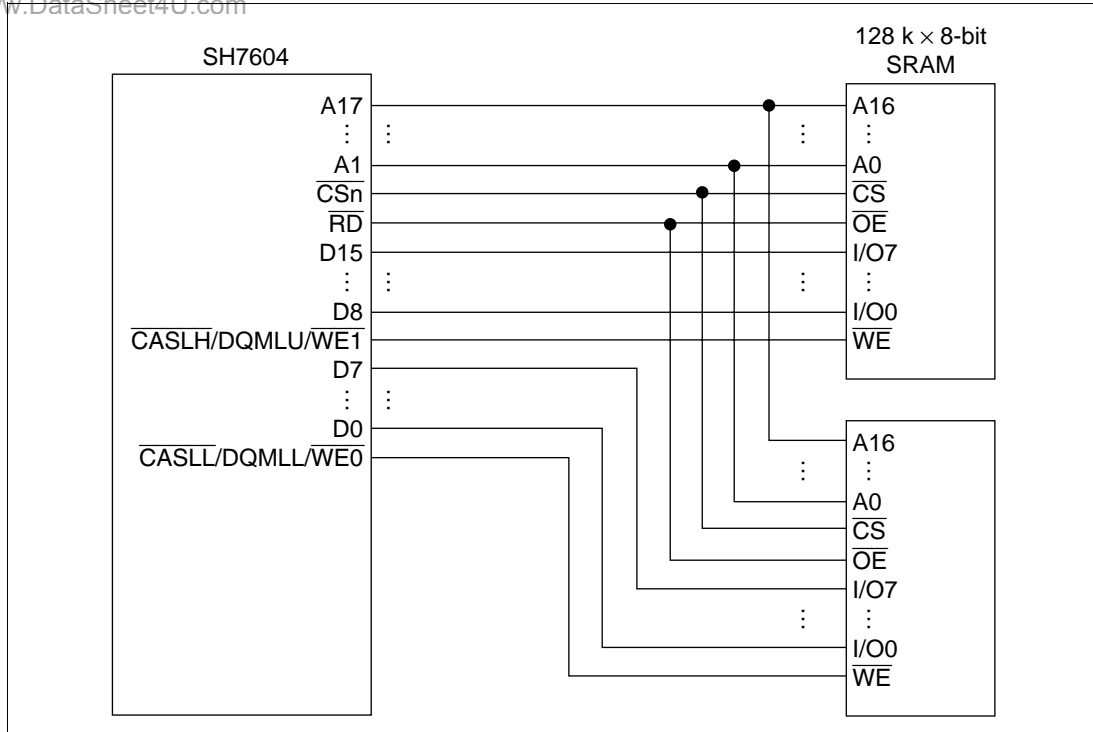 w.DataSheet4U.com
SH7604
128 k × 8-bit
SRAM
A17
A1
CSn
RD
D15
D8
CASLH/DQMLU/WE1
D7
D0
CASLL/DQMLL/WE0
A16
A0
CS
OE
I/O7
I/O0
WE
A16
A0
CS
OE
I/O7
I/O0
WE